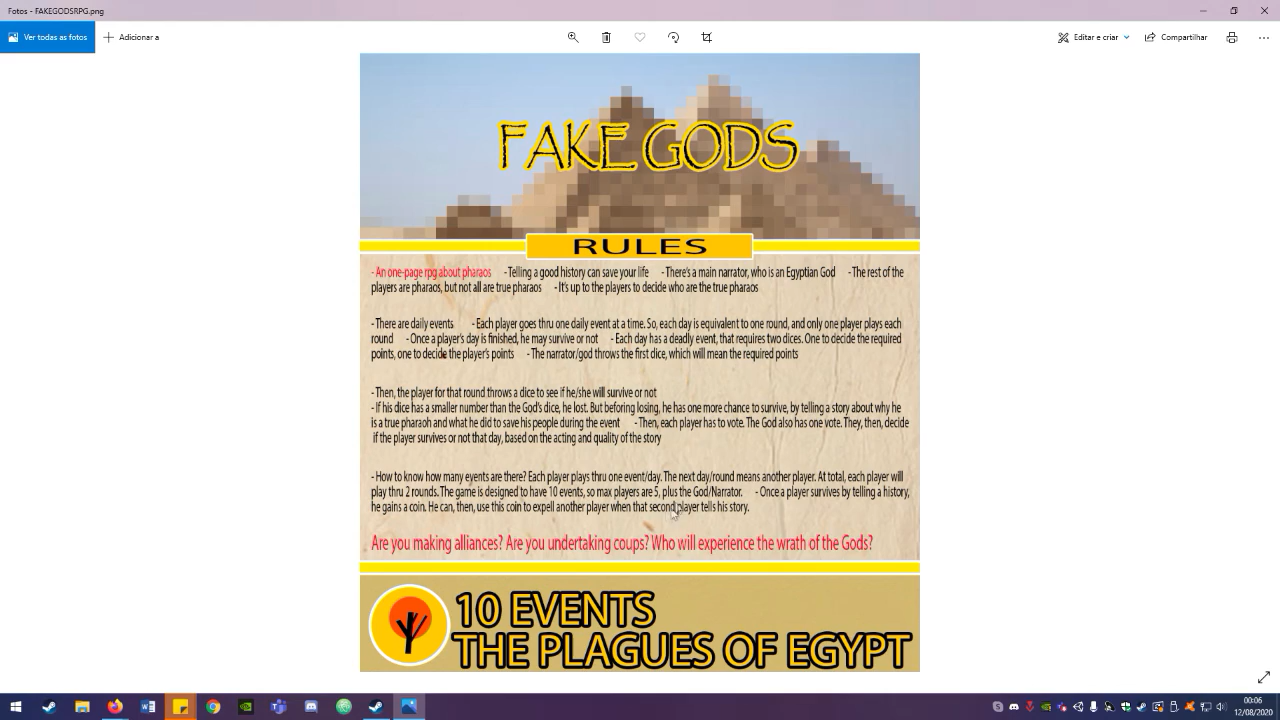 Fotos - FAKEGODSRPG.png
Ver todas as fotos
Adicionar a
Editar e criar
Compartilhar
FAKE GODS
RULES
- An one-page rpg about pharaos - Telling a good history can save your life - There's a main narrator, who is an Egyptian God - The rest of the
players are pharaos, but not all are true pharaos - It's up to the players to decide who are the true pharaos
- There are daily events - Each player goes thru one daily event at a time. So, each day is equivalent to one round, and only one player plays each
round - Once a player's day is finished, he may survive or not - Each day has a deadly event, that requires two dices. One to decide the required
points, one to decide the player's points - The narrator/god throws the first dice, which will mean the required points
- Then, the player for that round throws a dice to see if he/she will survive or not
- If his dice has a smaller number than the God's dice, he lost. But beforing losing, he has one more chance to survive, by telling a story about why he
is a true pharaoh and what he did to save his people during the event - Then, each player has to vote. The God also has one vote. They, then, decide
if the player survives or not that day, based on the acting and quality of the story
- How to know how many eyents are there? Each player plays thru one event/day. The next day/round means another player. At total, each player will
play thru 2 rounds. The game is designed to have 10 events, so max players are 5, plus the God/Narrator. - Once a player survives by telling a history,
he gains a coin. He can, then, use this coin to expell another player when that second player tells his story.
Are you making alliances? Are you undertaking coups? Who will experience the wrath of the Gods?
10 EVENTS
THE PLAGUES OF EGYPT
00:06
12/08/2020